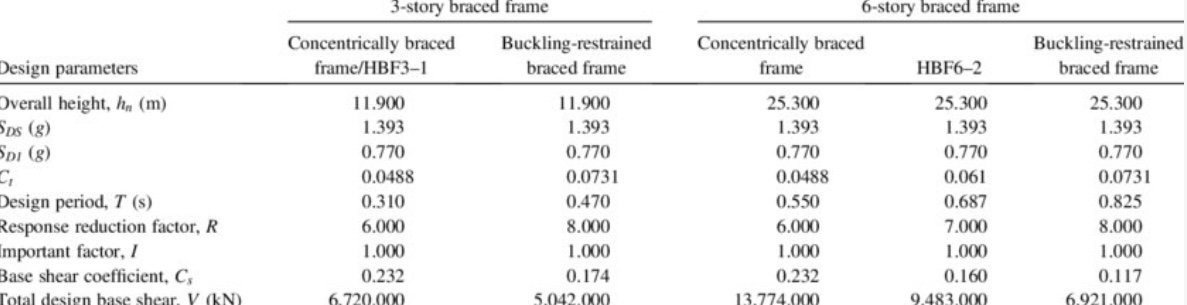 3-story braced frame 6-story braced frame
Concentrically braced Buckling-restrained Concentrically braced Buckling-restrained
Design parameters frame/HBF3–1 braced frame frame HBF6–2 braced frame
Overall height, hn (m) 11.900 11.900 25.300 25.300 25.300
SDS (g) 1.393 1.393 1.393 1.393 1.393
SD1 (g) 0.770 0.770 0.770 0.770 0.770
Ct 0.0488 0.0731 0.0488 0.061 0.0731
Design period, T (s) 0.310 0.470 0.550 0.687 0.825
Response reduction factor, R 6.000 8.000 6.000 7.000 8.000
Important factor, I 1.000 1.000 1.000 1.000 1.000
Base shear coefficient, Cs 0.232 0.174 0.232 0.160 0.117
Total design base shear, V (kN) 6,720.000 5,042.000 13,774.000 9,483.000 6,921.000